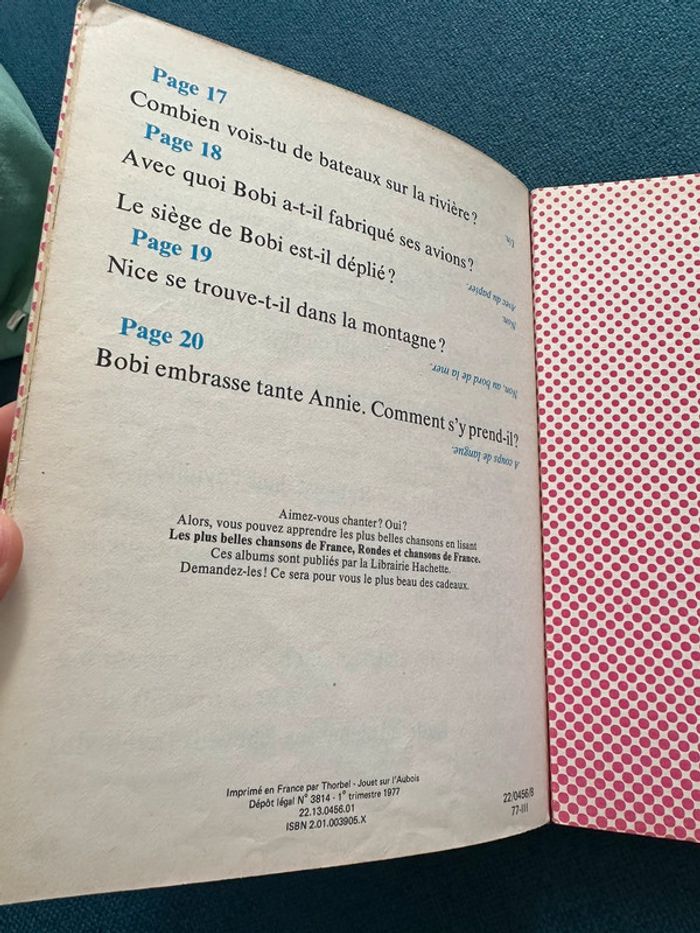 Page 17
Combien vois-tu de bateaux sur la rivière?
Un.
Page 18
Avec quoi Bobi a-t-il fabriqué ses avions?
Avec du papier.
Le siège de Bobi est-il déplié?
Non.
Page 19
Nice se trouve-t-il dans la montagne?
Non, au bord de la mer.
Page 20
Bobi embrasse tante Annie. Comment s'y prend-il?
A coups de langue.
Aimez-vous chanter? Oui?
Alors, vous pouvez apprendre les plus belles chansons en lisant
Les plus belles chansons de France, Rondes et chansons de France.
Ces albums sont publiés par la Librairie Hachette.
Demandez-les! Ce sera pour vous le plus beau des cadeaux.
Imprimé en France par Thorbel - Jouet sur l'Aubois
Dépôt légal N° 3814 - 1° trimestre 1977
22.13.0456.01
ISBN 2.01.003905.X
22/0456/8
77-III